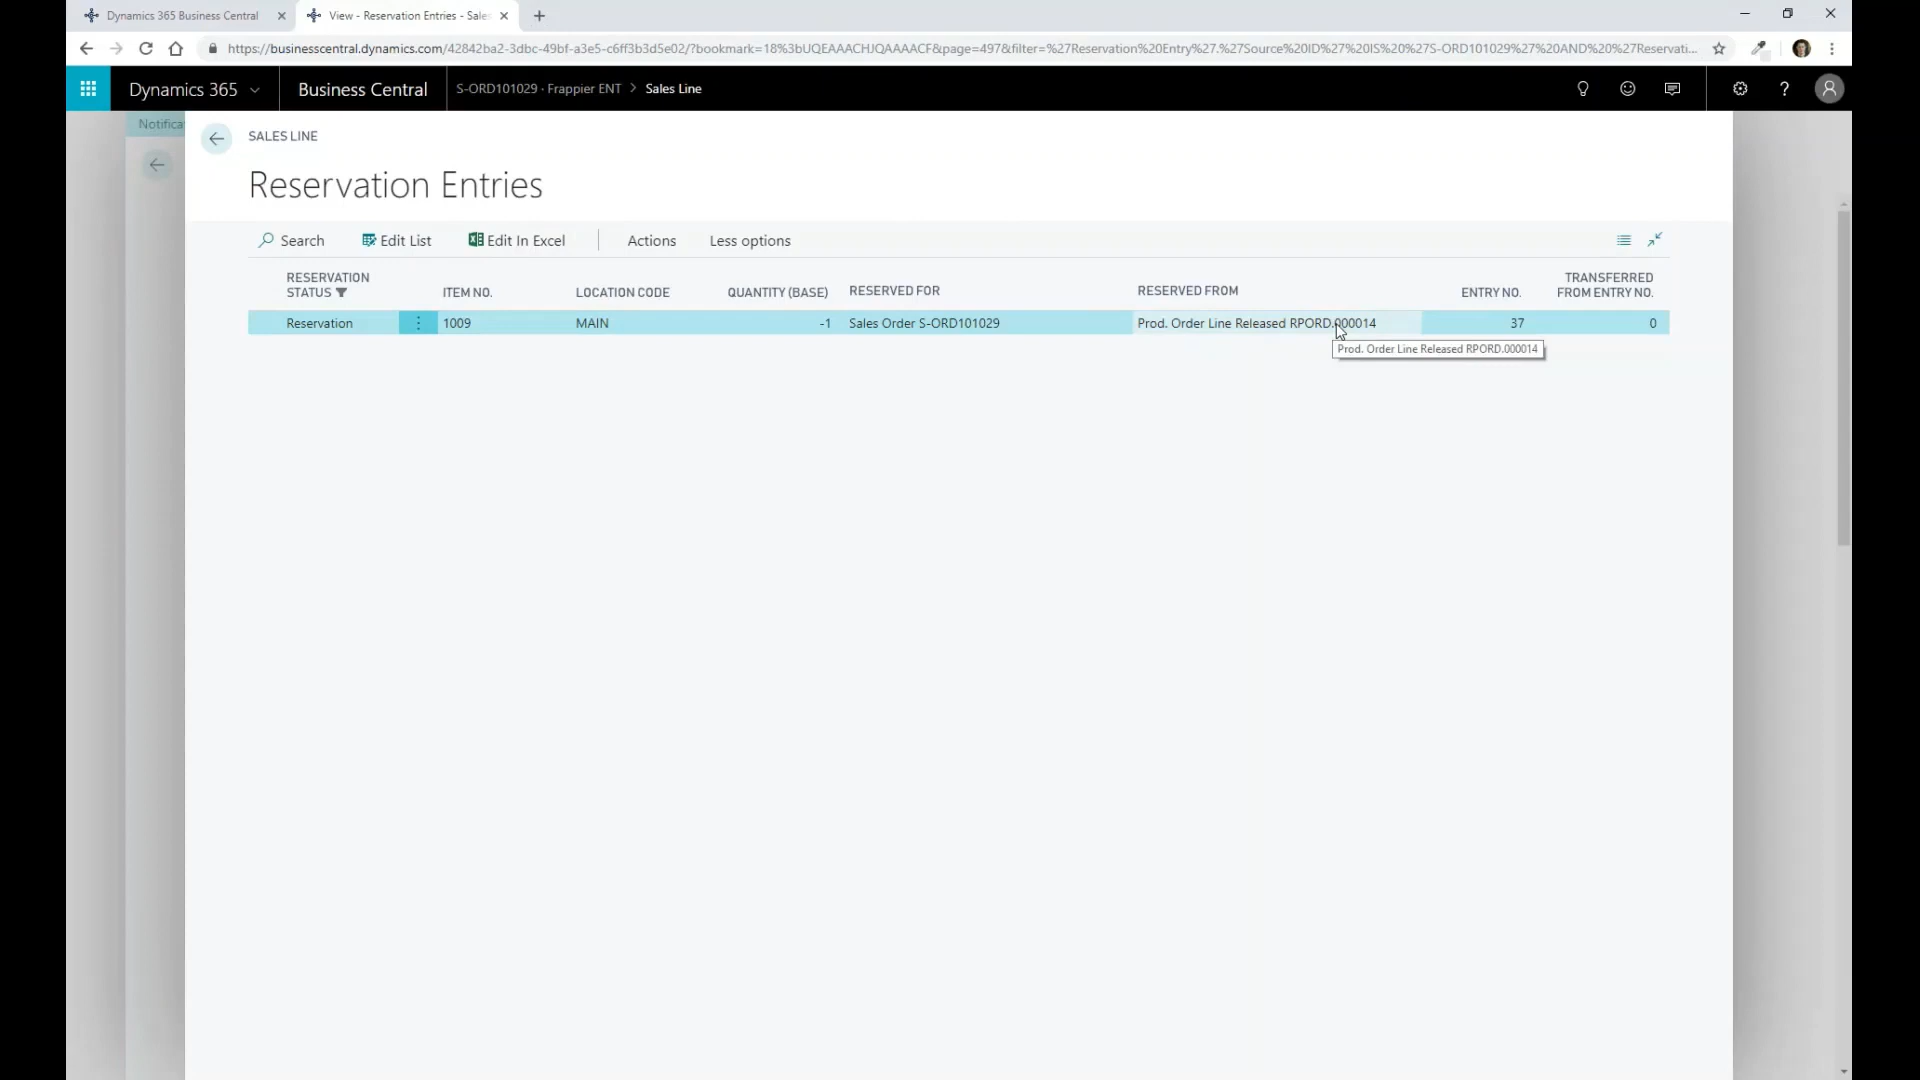 Dynamics 365 Business Central
View - Reservation Entries - Sale
https://businesscentral.dynamics.com/42842ba2-3dbc-49bf-a3e5-c6ff3b3d5e02/?bookmark=18%3bUQEAAACHJQAAAACF&page=497&filter=%27Reservation%20Entry%27.%27Source%20ID%27%20IS%20%27S-ORD101029%27%20AND%20%27Reservati...
Dynamics 365
Business Central
S-ORD101029 · Frappier ENT > Sales Line
Notifica
SALES LINE
Reservation Entries
Search
Edit List
Edit In Excel
Actions
Less options
RESERVATION STATUS
ITEM NO.
LOCATION CODE
QUANTITY (BASE)
RESERVED FOR
RESERVED FROM
ENTRY NO.
TRANSFERRED FROM ENTRY NO.
Reservation
1009
MAIN
-1
Sales Order S-ORD101029
Prod. Order Line Released RPORD.000014
37
0
Prod. Order Line Released RPORD.000014